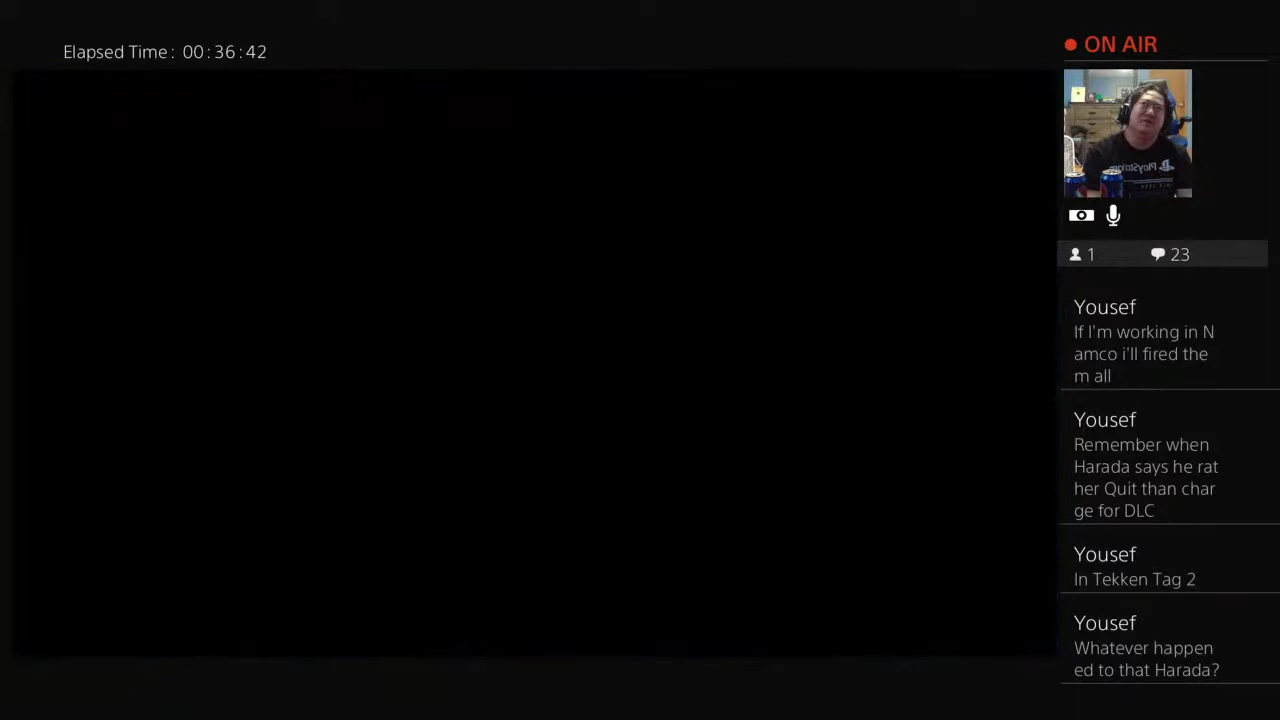 Elapsed Time: 00:36:42
ON AIR
PlayStation
1
23
Yousef
If I'm working in N
amco i'll fired the
m all
Yousef
Remember when
Harada says he rat
her Quit than char
ge for DLC
Yousef
In Tekken Tag 2
Yousef
Whatever happen
ed to that Harada?